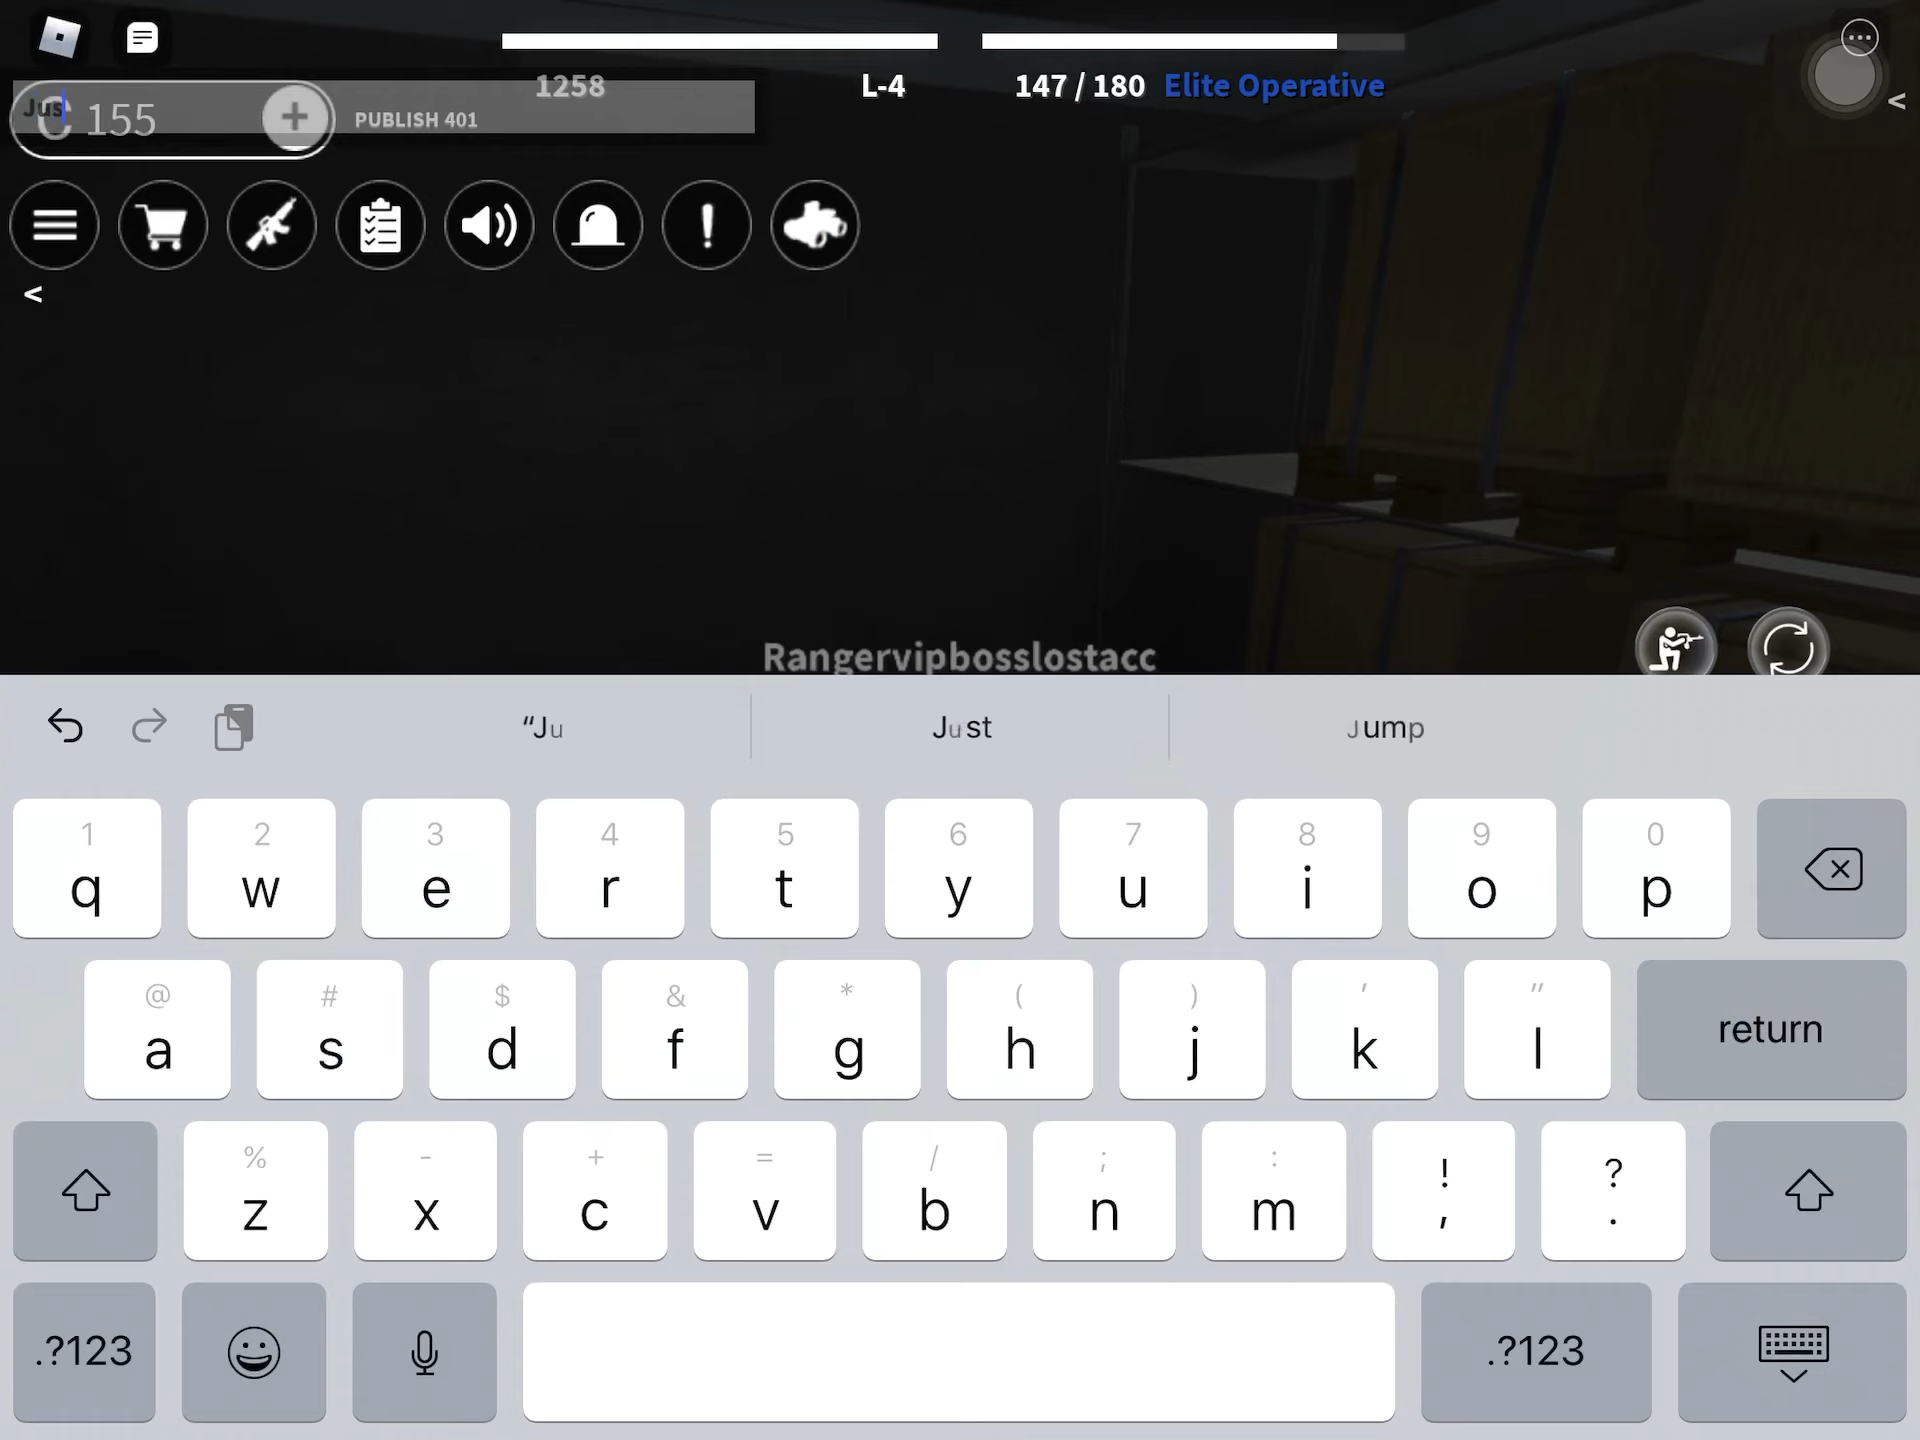 1258 L-4 147 / 180 Elite Operative <
Jus 155 + PUBLISH 401
<
Rangervipbosslostacc
“Ju Just Jump
1 2 3 4 5 6 7 8 9 0
q w e r t y u i o p
@ # $ & * ( ) ' "
a s d f g h j k l return
% - + = / ; : ! ?
z x c v b n m , .
.?123 .?123